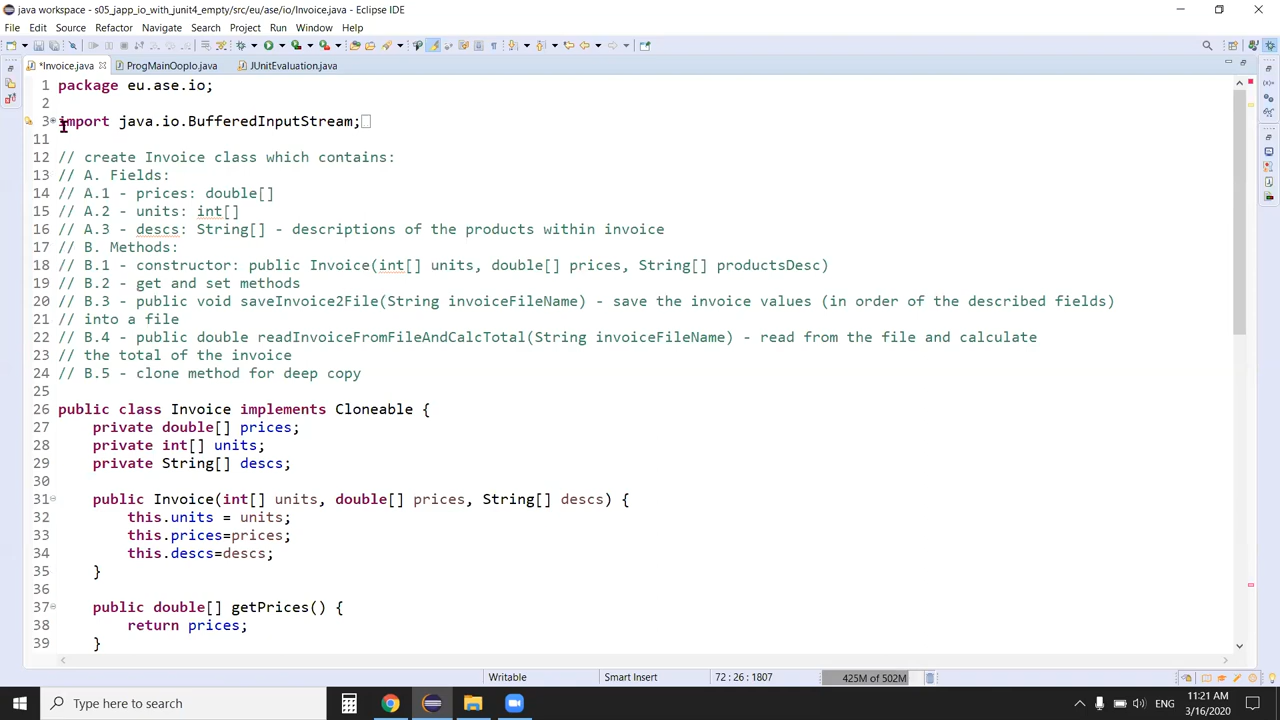 java workspace - s05_japp_io_with_junit4_empty/src/eu/ase/io/Invoice.java - Eclipse IDE
File Edit Source Refactor Navigate Search Project Run Window Help
*Invoice.java ProgMainOopIo.java JUnitEvaluation.java
1 package eu.ase.io;
2
3 import java.io.BufferedInputStream;
11
12 // create Invoice class which contains:
13 // A. Fields:
14 // A.1 - prices: double[]
15 // A.2 - units: int[]
16 // A.3 - descs: String[] - descriptions of the products within invoice
17 // B. Methods:
18 // B.1 - constructor: public Invoice(int[] units, double[] prices, String[] productsDesc)
19 // B.2 - get and set methods
20 // B.3 - public void saveInvoice2File(String invoiceFileName) - save the invoice values (in order of the described fields)
21 // into a file
22 // B.4 - public double readInvoiceFromFileAndCalcTotal(String invoiceFileName) - read from the file and calculate
23 // the total of the invoice
24 // B.5 - clone method for deep copy
25
26 public class Invoice implements Cloneable {
27 private double[] prices;
28 private int[] units;
29 private String[] descs;
30
31 public Invoice(int[] units, double[] prices, String[] descs) {
32 this.units = units;
33 this.prices=prices;
34 this.descs=descs;
35 }
36
37 public double[] getPrices() {
38 return prices;
39 }
Writable Smart Insert 72 : 26 : 1807 425M of 502M
Type here to search
ENG
11:21 AM
3/16/2020